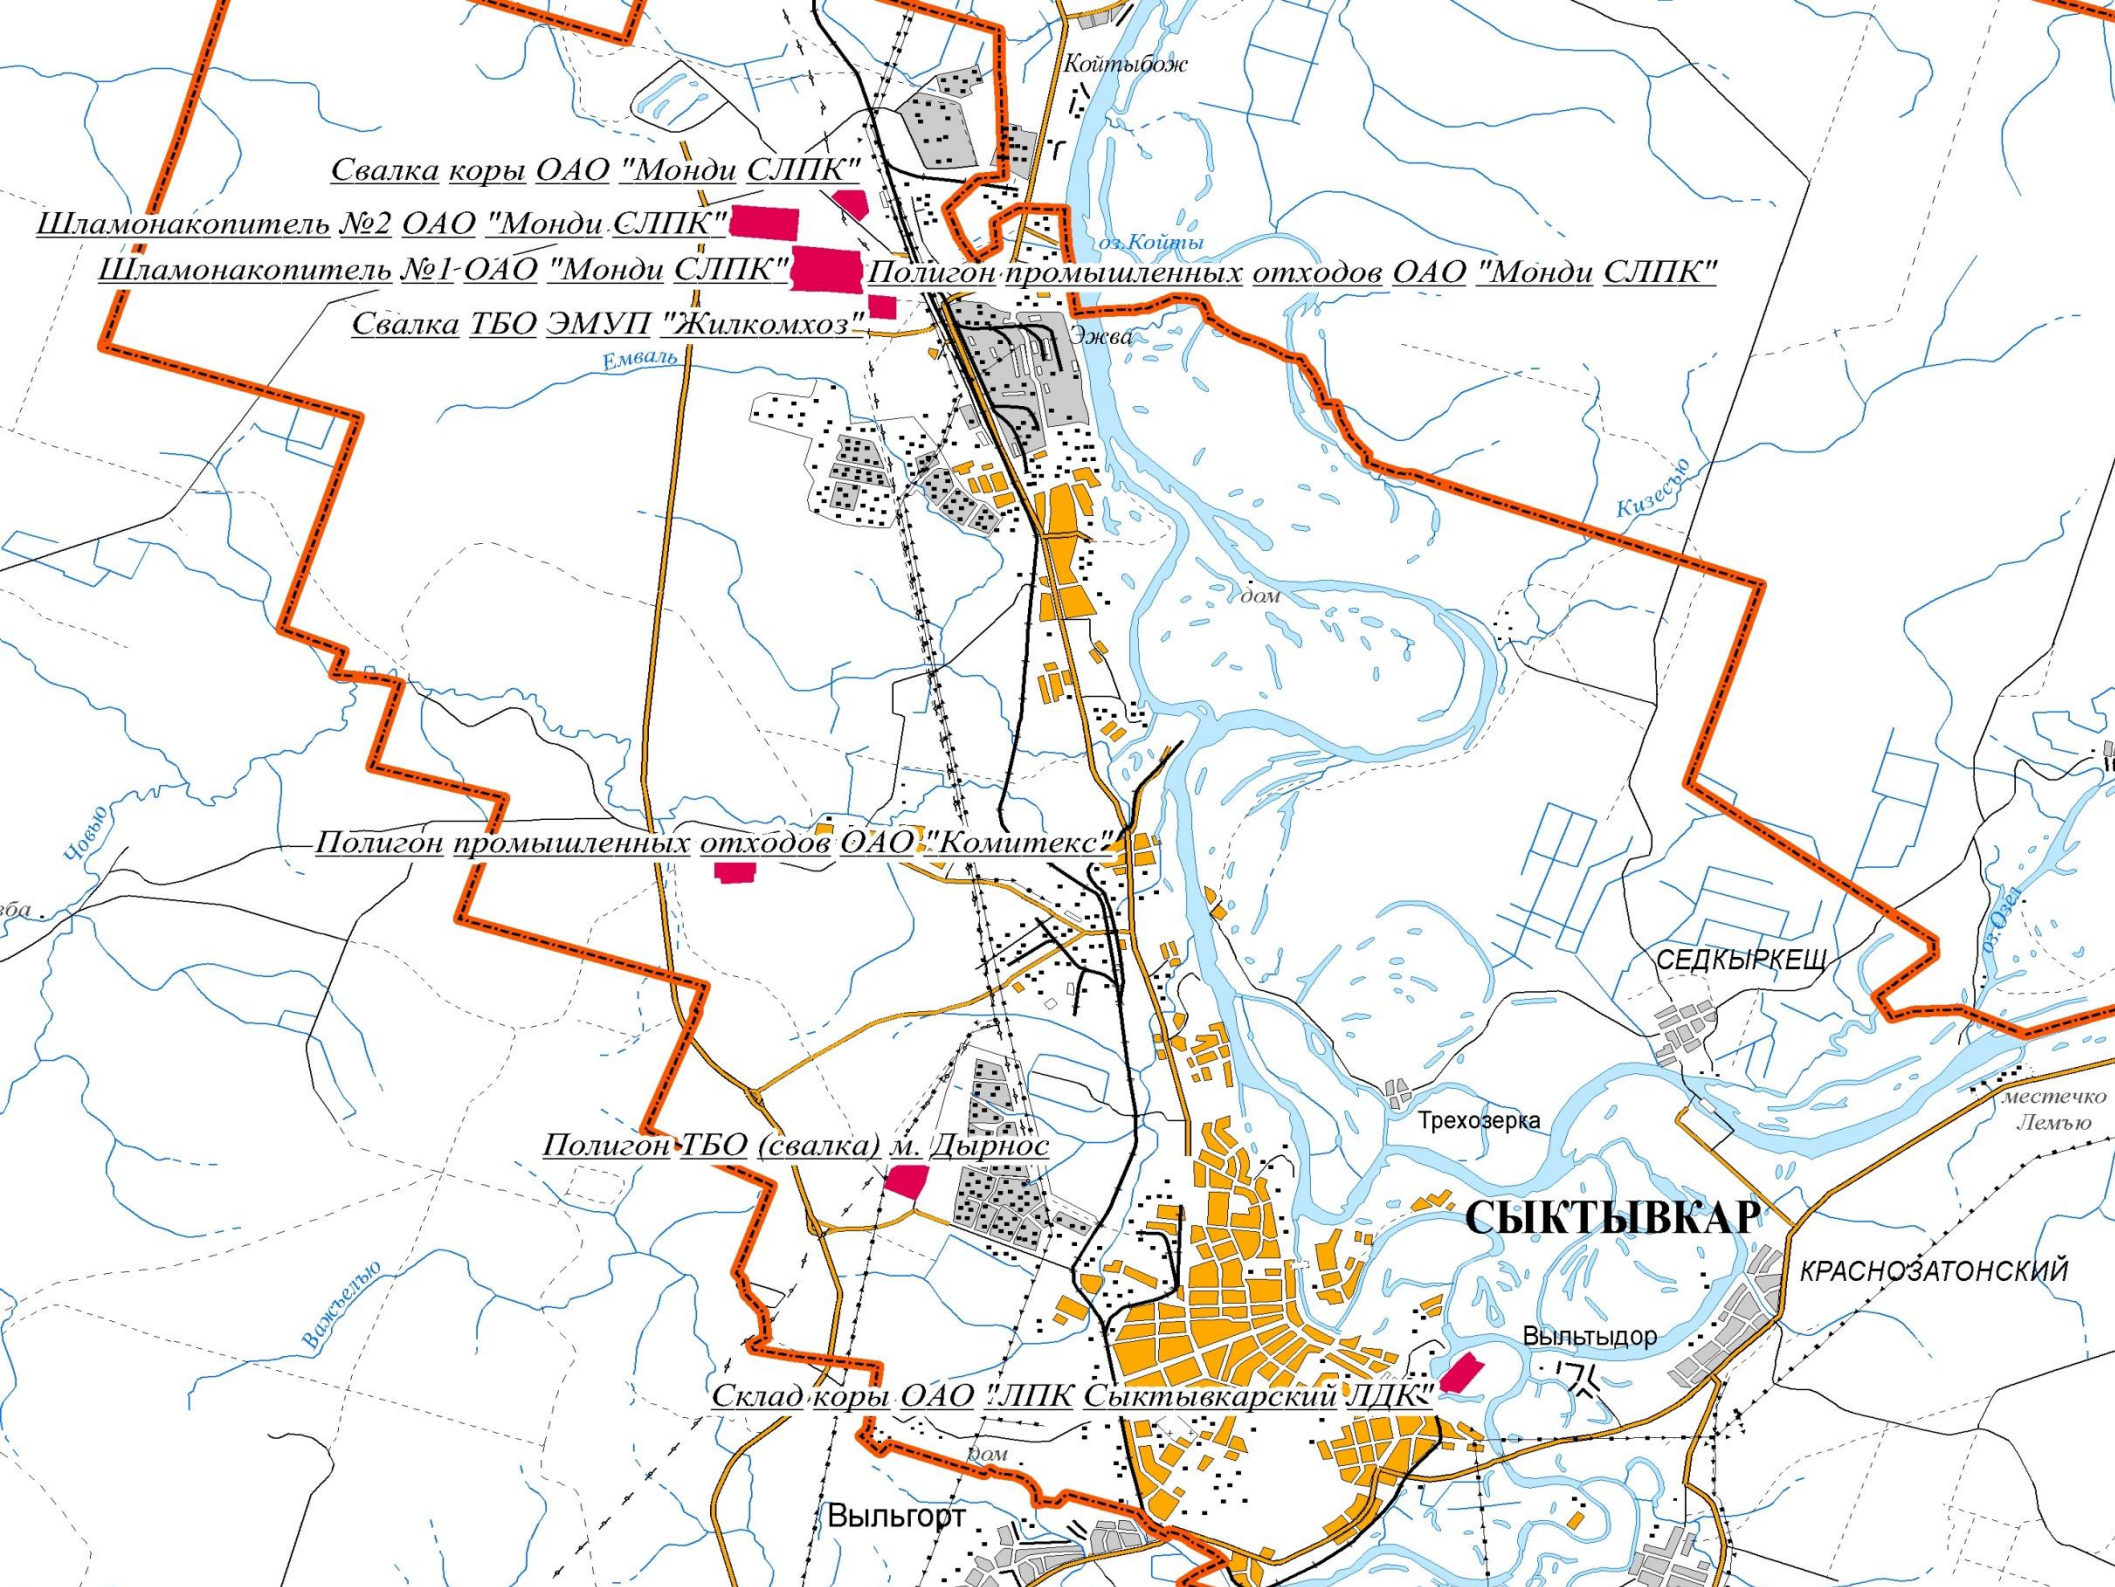 Койтыбож
Свалка коры ОАО "Монди СЛПК"
Шламонакопитель №2 ОАО "Монди СЛПК"
оз.Койты
Шламонакопитель №1 ОАО "Монди СЛПК"
Полигон промышленных отходов ОАО "Монди СЛПК"
Свалка ТБО ЭМУП "Жилкомхоз"
Эжва
Емваль
Кизесъю
дом
Човью
Полигон промышленных отходов ОАО "Комитекс"
оз.Озел
СЕДКЫРКЕЩ
местечко
Лемъю
Трехозерка
Полигон ТБО (свалка) м. Дырнос
СЫКТЫВКАР
КРАСНОЗАТОНСКИЙ
Важъелъю
Выльтыдор
Склад коры ОАО "ЛПК Сыктывкарский ЛДК"
дом
Выльгорт